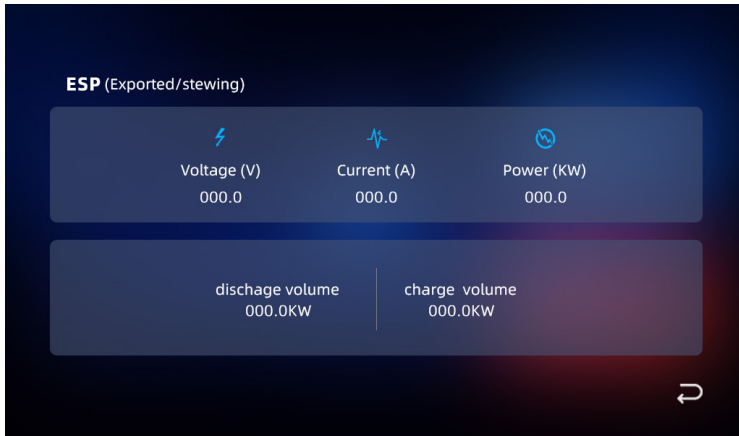 ESP (Exported/stewing)
Voltage (V) Current (A) Power (KW)
000.0 000.0 000.0
dischage volume charge volume
000.0KW 000.0KW